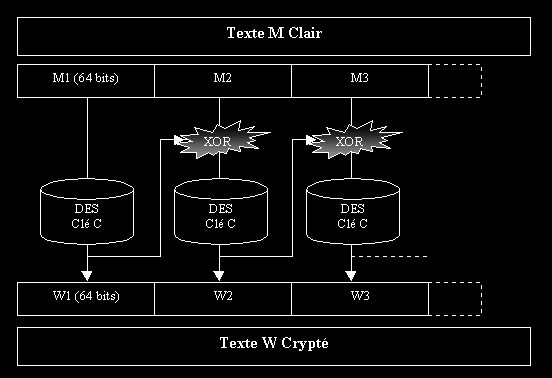 Texte M Clair
M1 (64 bits) M2 M3
XOR XOR
DES DES DES
Clé C Clé C Clé C
W1 (64 bits) W2 W3
Texte W Crypté